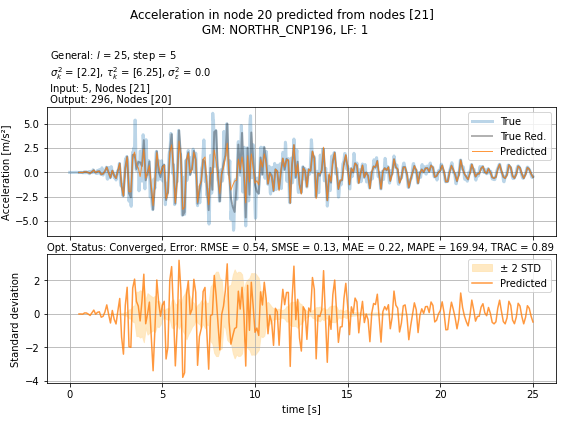 Acceleration in node 20 predicted from nodes [21]
GM: NORTHR_CNP196, LF: 1
General: l = 25, step = 5
σ²ₖ = [2.2], τ²ₖ = [6.25], σ²ε = 0.0
Input: 5, Nodes [21]
Output: 296, Nodes [20]
Acceleration [m/s²]
5.0
2.5
0.0
−2.5
−5.0
True
True Red.
Predicted
Opt. Status: Converged, Error: RMSE = 0.54, SMSE = 0.13, MAE = 0.22, MAPE = 169.94, TRAC = 0.89
Standard deviation
2
0
−2
−4
± 2 STD
Predicted
0
5
10
15
20
25
time [s]